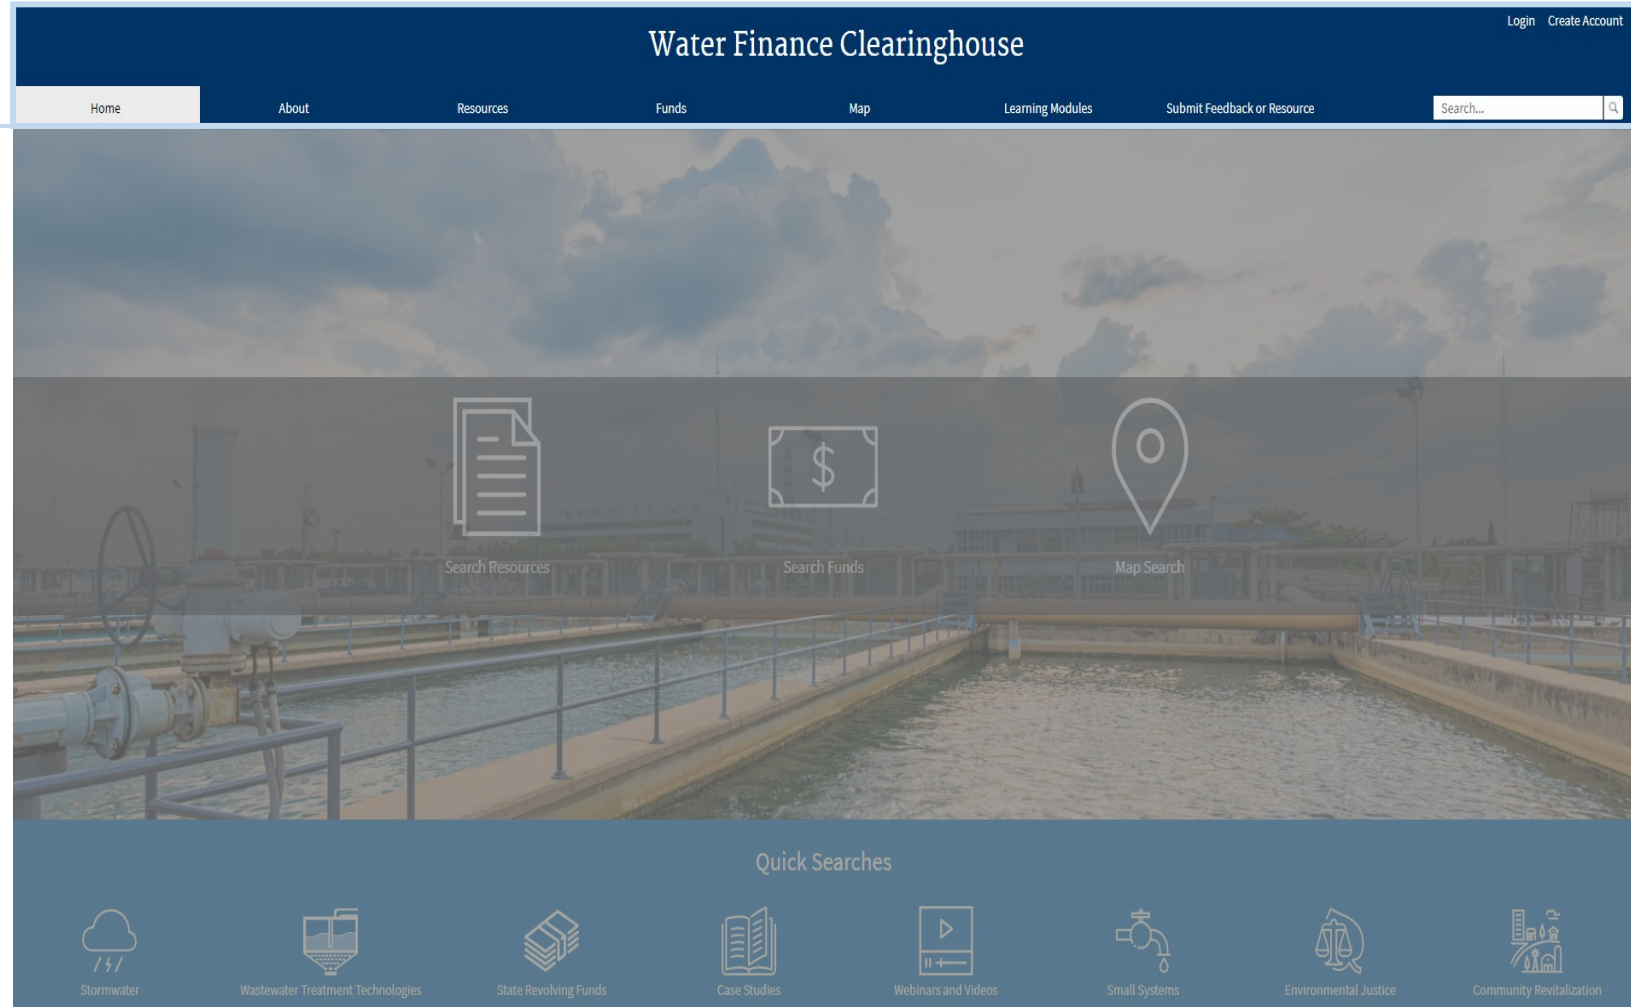 Login Create Account
Water Finance Clearinghouse
Home About Resources Funds Map Learning Modules Submit Feedback or Resource Search...
$
Search Resources Search Funds Map Search
Quick Searches
Stormwater Wastewater Treatment Technologies State Revolving Funds Case Studies Webinars and Videos Small Systems Environmental Justice Community Revitalization